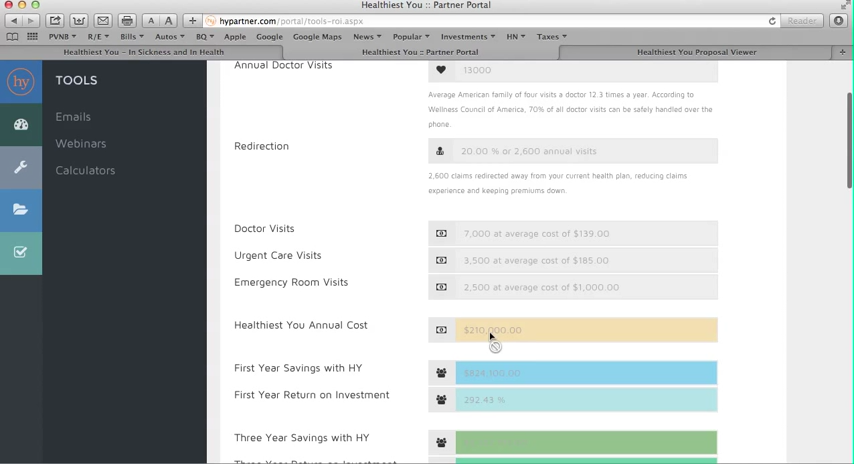 Healthiest You :: Partner Portal
A A + hypartner.com/portal/tools-roi.aspx Reader
PVNB R/E Bills Autos BQ Apple Google Google Maps News Popular Investments HN Taxes
Healthiest You – In Sickness and In Health Healthiest You :: Partner Portal Healthiest You Proposal Viewer +
hy TOOLS
Emails
Webinars
Calculators
Annual Doctor Visits 13000
Average American family of four visits a doctor 12.3 times a year. According to
Wellness Council of America, 70% of all doctor visits can be safely handled over the
phone.
Redirection 20.00 % or 2,600 annual visits
2,600 claims redirected away from your current health plan, reducing claims
experience and keeping premiums down.
Doctor Visits 7,000 at average cost of $139.00
Urgent Care Visits 3,500 at average cost of $185.00
Emergency Room Visits 2,500 at average cost of $1,000.00
Healthiest You Annual Cost $210,000.00
First Year Savings with HY $824,100.00
First Year Return on Investment 292.43 %
Three Year Savings with HY
Three Year Return on Investment